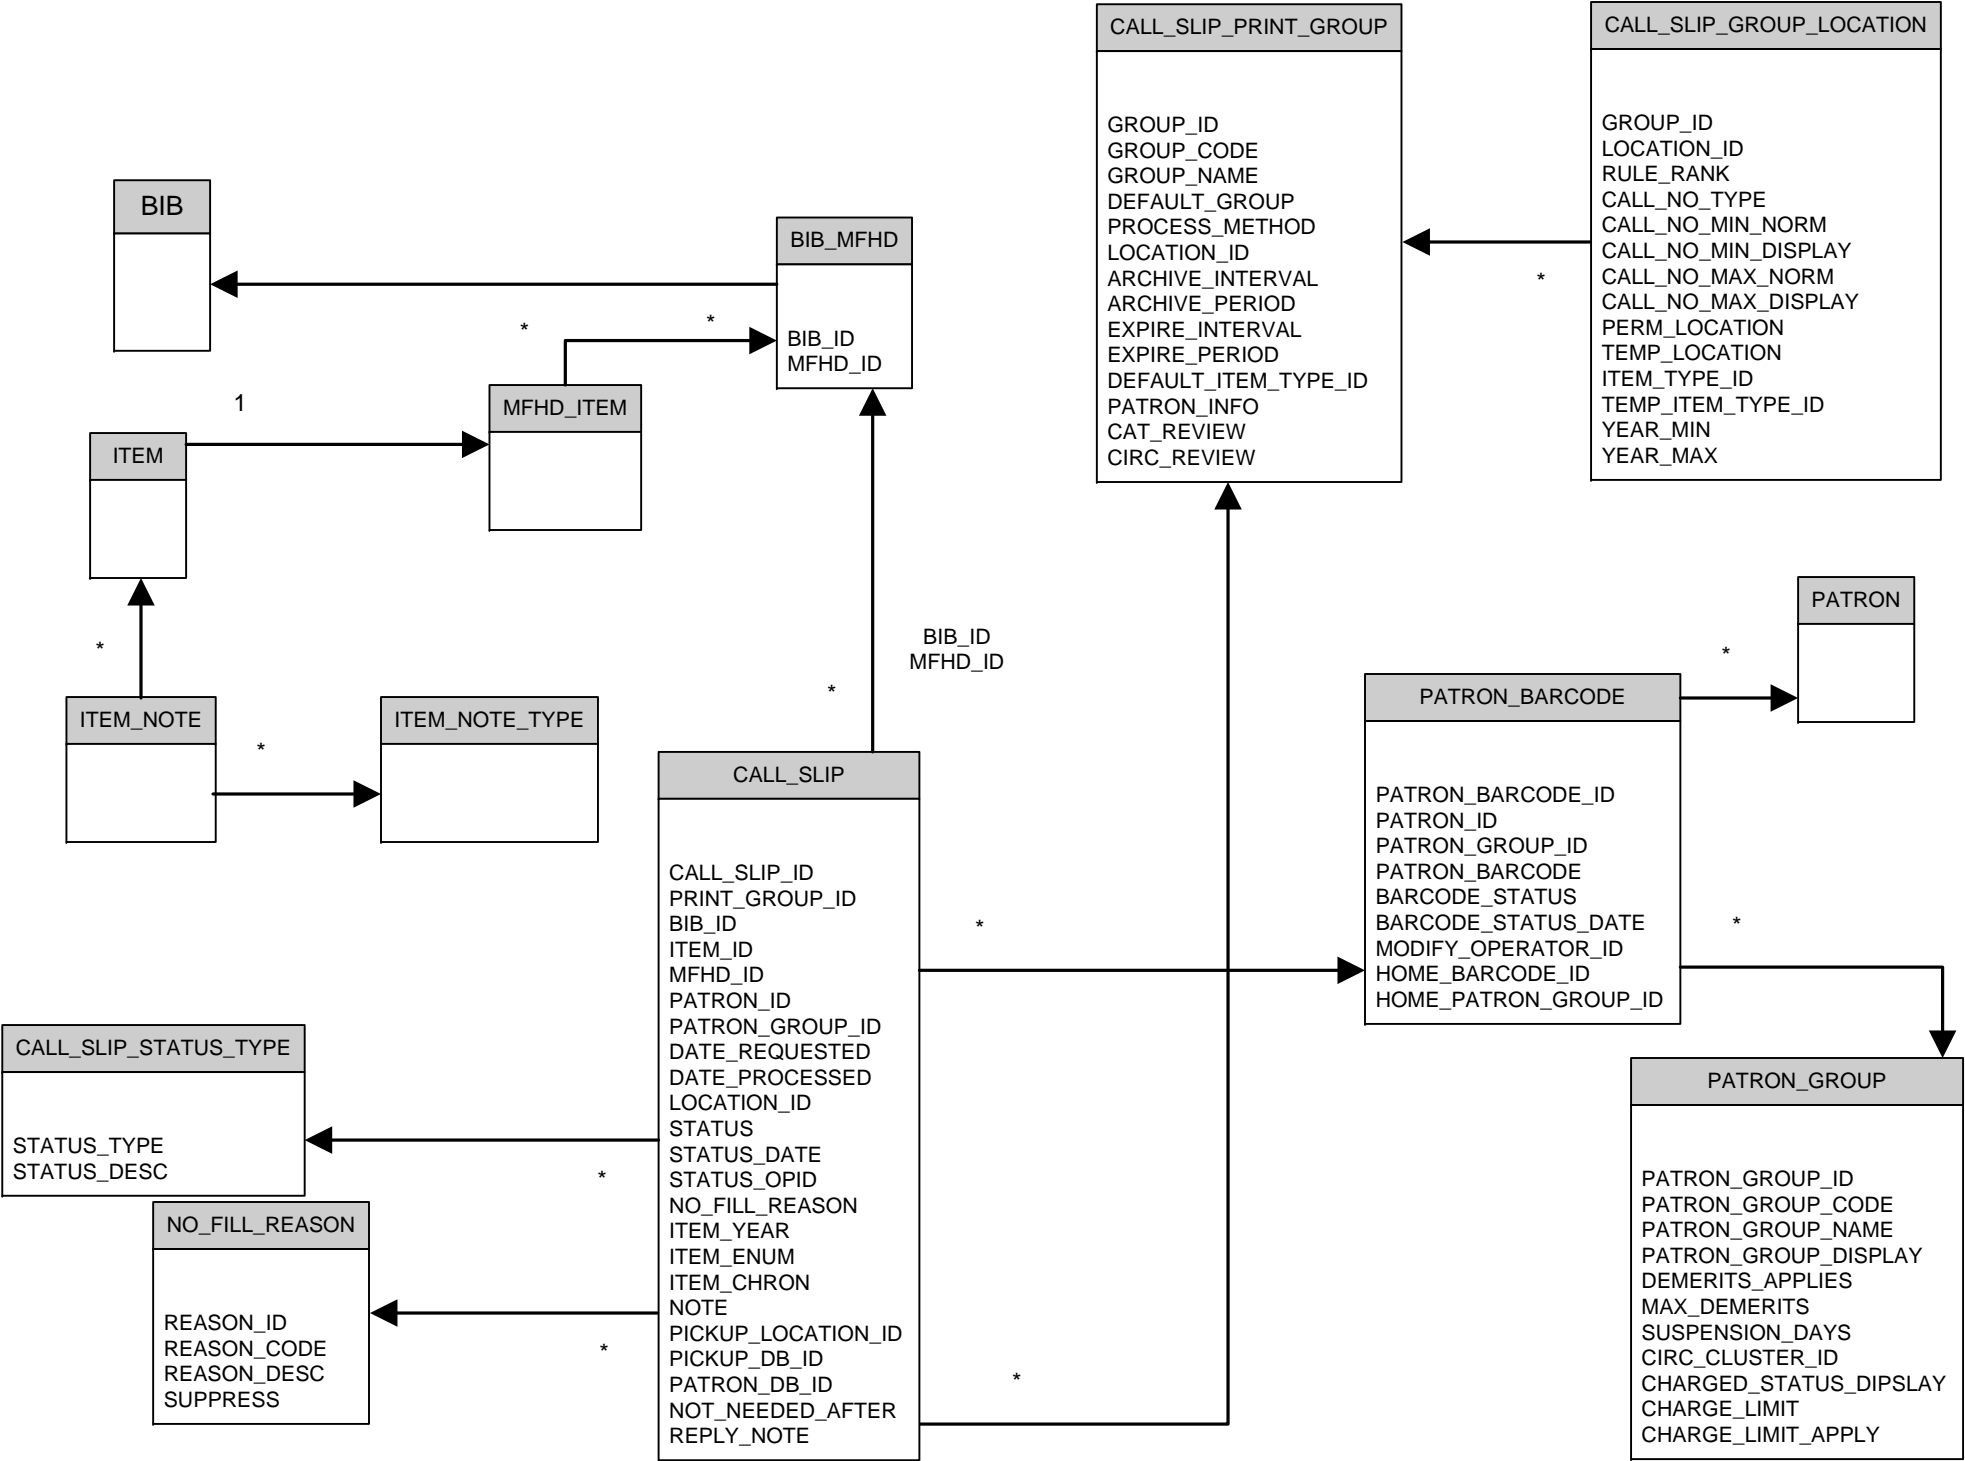 CALL_SLIP_PRINT_GROUP
GROUP_ID
GROUP_CODE
GROUP_NAME
DEFAULT_GROUP
PROCESS_METHOD
LOCATION_ID
ARCHIVE_INTERVAL
ARCHIVE_PERIOD
EXPIRE_INTERVAL
EXPIRE_PERIOD
DEFAULT_ITEM_TYPE_ID
PATRON_INFO
CAT_REVIEW
CIRC_REVIEW
CALL_SLIP_GROUP_LOCATION
GROUP_ID
LOCATION_ID
RULE_RANK
CALL_NO_TYPE
CALL_NO_MIN_NORM
CALL_NO_MIN_DISPLAY
CALL_NO_MAX_NORM
CALL_NO_MAX_DISPLAY
PERM_LOCATION
TEMP_LOCATION
ITEM_TYPE_ID
TEMP_ITEM_TYPE_ID
YEAR_MIN
YEAR_MAX
*
BIB
BIB_MFHD
BIB_ID
MFHD_ID
*
*
MFHD_ITEM
1
ITEM
*
ITEM_NOTE
*
ITEM_NOTE_TYPE
BIB_ID
MFHD_ID
*
CALL_SLIP
CALL_SLIP_ID
PRINT_GROUP_ID
BIB_ID
ITEM_ID
MFHD_ID
PATRON_ID
PATRON_GROUP_ID
DATE_REQUESTED
DATE_PROCESSED
LOCATION_ID
STATUS
STATUS_DATE
STATUS_OPID
NO_FILL_REASON
ITEM_YEAR
ITEM_ENUM
ITEM_CHRON
NOTE
PICKUP_LOCATION_ID
PICKUP_DB_ID
PATRON_DB_ID
NOT_NEEDED_AFTER
REPLY_NOTE
*
*
*
*
CALL_SLIP_STATUS_TYPE
STATUS_TYPE
STATUS_DESC
NO_FILL_REASON
REASON_ID
REASON_CODE
REASON_DESC
SUPPRESS
PATRON
*
PATRON_BARCODE
PATRON_BARCODE_ID
PATRON_ID
PATRON_GROUP_ID
PATRON_BARCODE
BARCODE_STATUS
BARCODE_STATUS_DATE
MODIFY_OPERATOR_ID
HOME_BARCODE_ID
HOME_PATRON_GROUP_ID
*
PATRON_GROUP
PATRON_GROUP_ID
PATRON_GROUP_CODE
PATRON_GROUP_NAME
PATRON_GROUP_DISPLAY
DEMERITS_APPLIES
MAX_DEMERITS
SUSPENSION_DAYS
CIRC_CLUSTER_ID
CHARGED_STATUS_DIPSLAY
CHARGE_LIMIT
CHARGE_LIMIT_APPLY